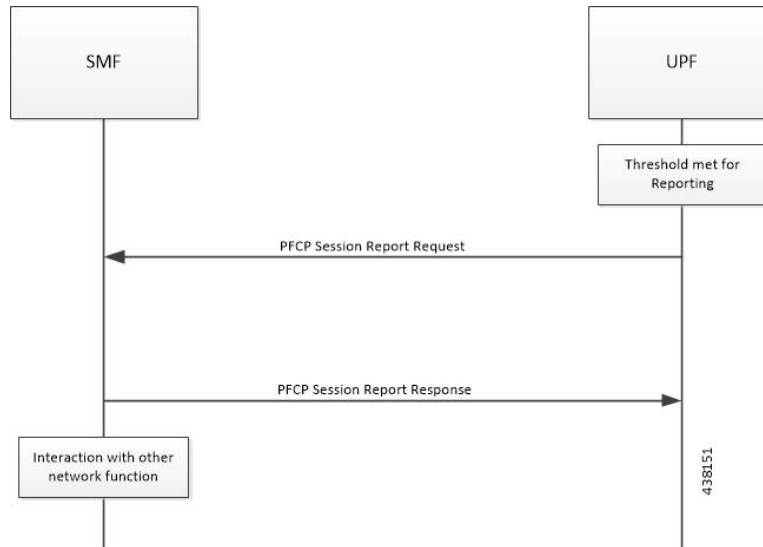 SMF
UPF
Threshold met for
Reporting
PFCP Session Report Request
PFCP Session Report Response
Interaction with other
network function
438151